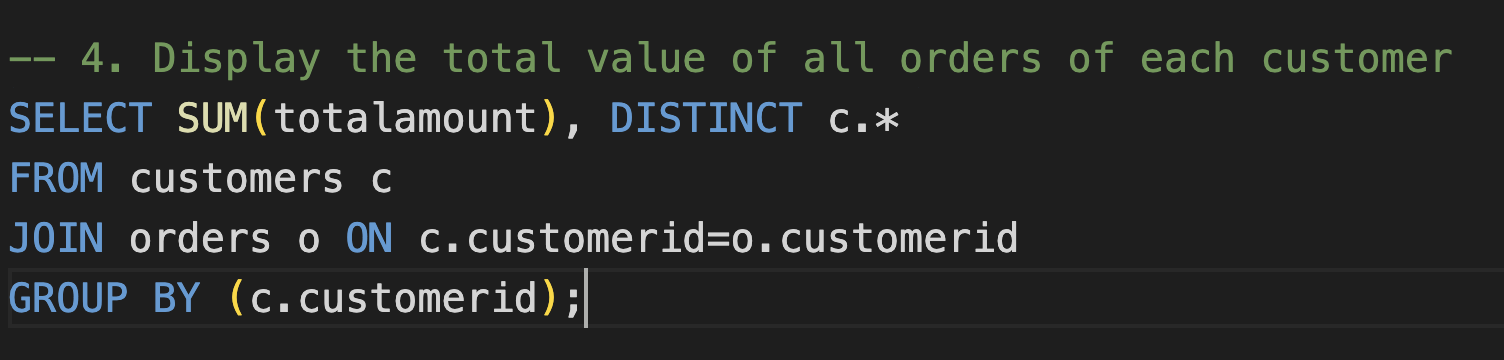 -- 4. Display the total value of all orders of each customer
SELECT SUM(totalamount), DISTINCT c.*
FROM customers c
JOIN orders o ON c.customerid=o.customerid
GROUP BY (c.customerid);